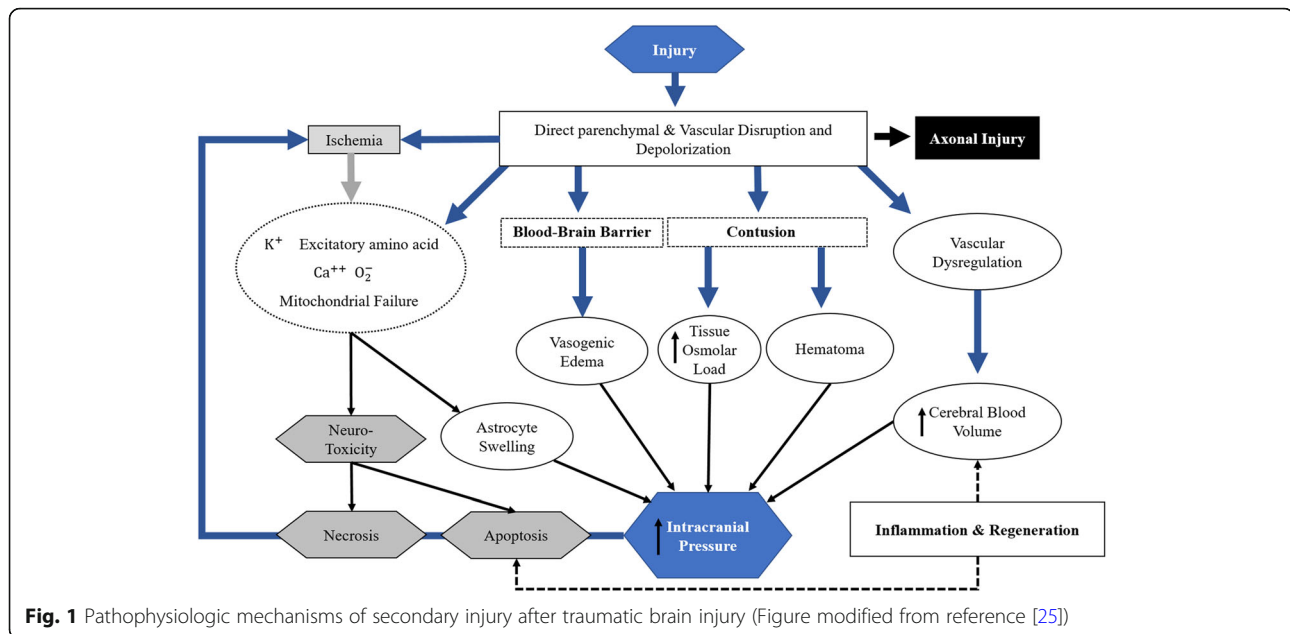 Injury
Direct parenchymal & Vascular Disruption and
Depolorization
Axonal Injury
Ischemia
K⁺ Excitatory amino acid
Ca⁺⁺ O₂⁻
Mitochondrial Failure
Blood-Brain Barrier
Contusion
Vascular
Dysregulation
Vasogenic
Edema
Tissue
Osmolar
Load
Hematoma
Cerebral Blood
Volume
Neuro-
Toxicity
Astrocyte
Swelling
Necrosis
Apoptosis
Intracranial
Pressure
Inflammation & Regeneration
Fig. 1 Pathophysiologic mechanisms of secondary injury after traumatic brain injury (Figure modified from reference [25])